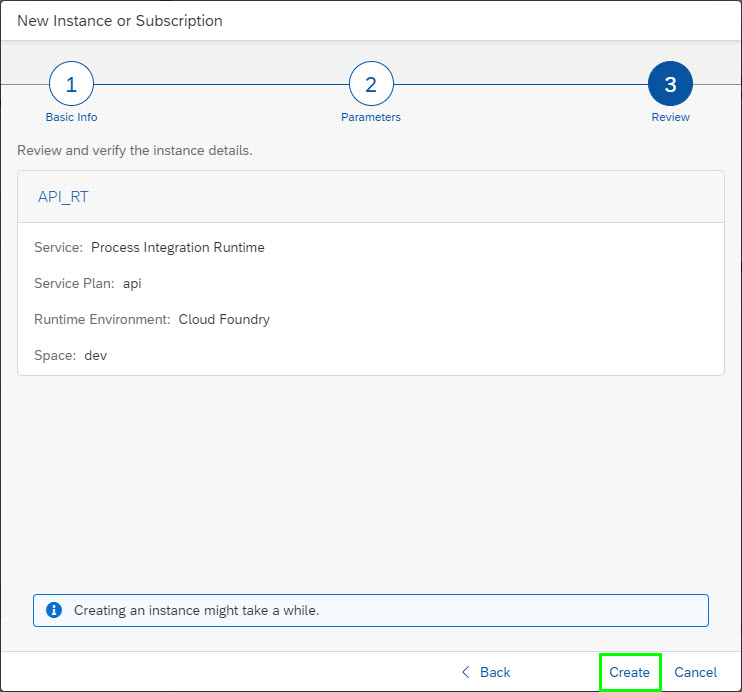 New Instance or Subscription
1
2
3
Basic Info
Parameters
Review
Review and verify the instance details.
API_RT
Service: Process Integration Runtime
Service Plan: api
Runtime Environment: Cloud Foundry
Space: dev
Creating an instance might take a while.
Back
Create
Cancel